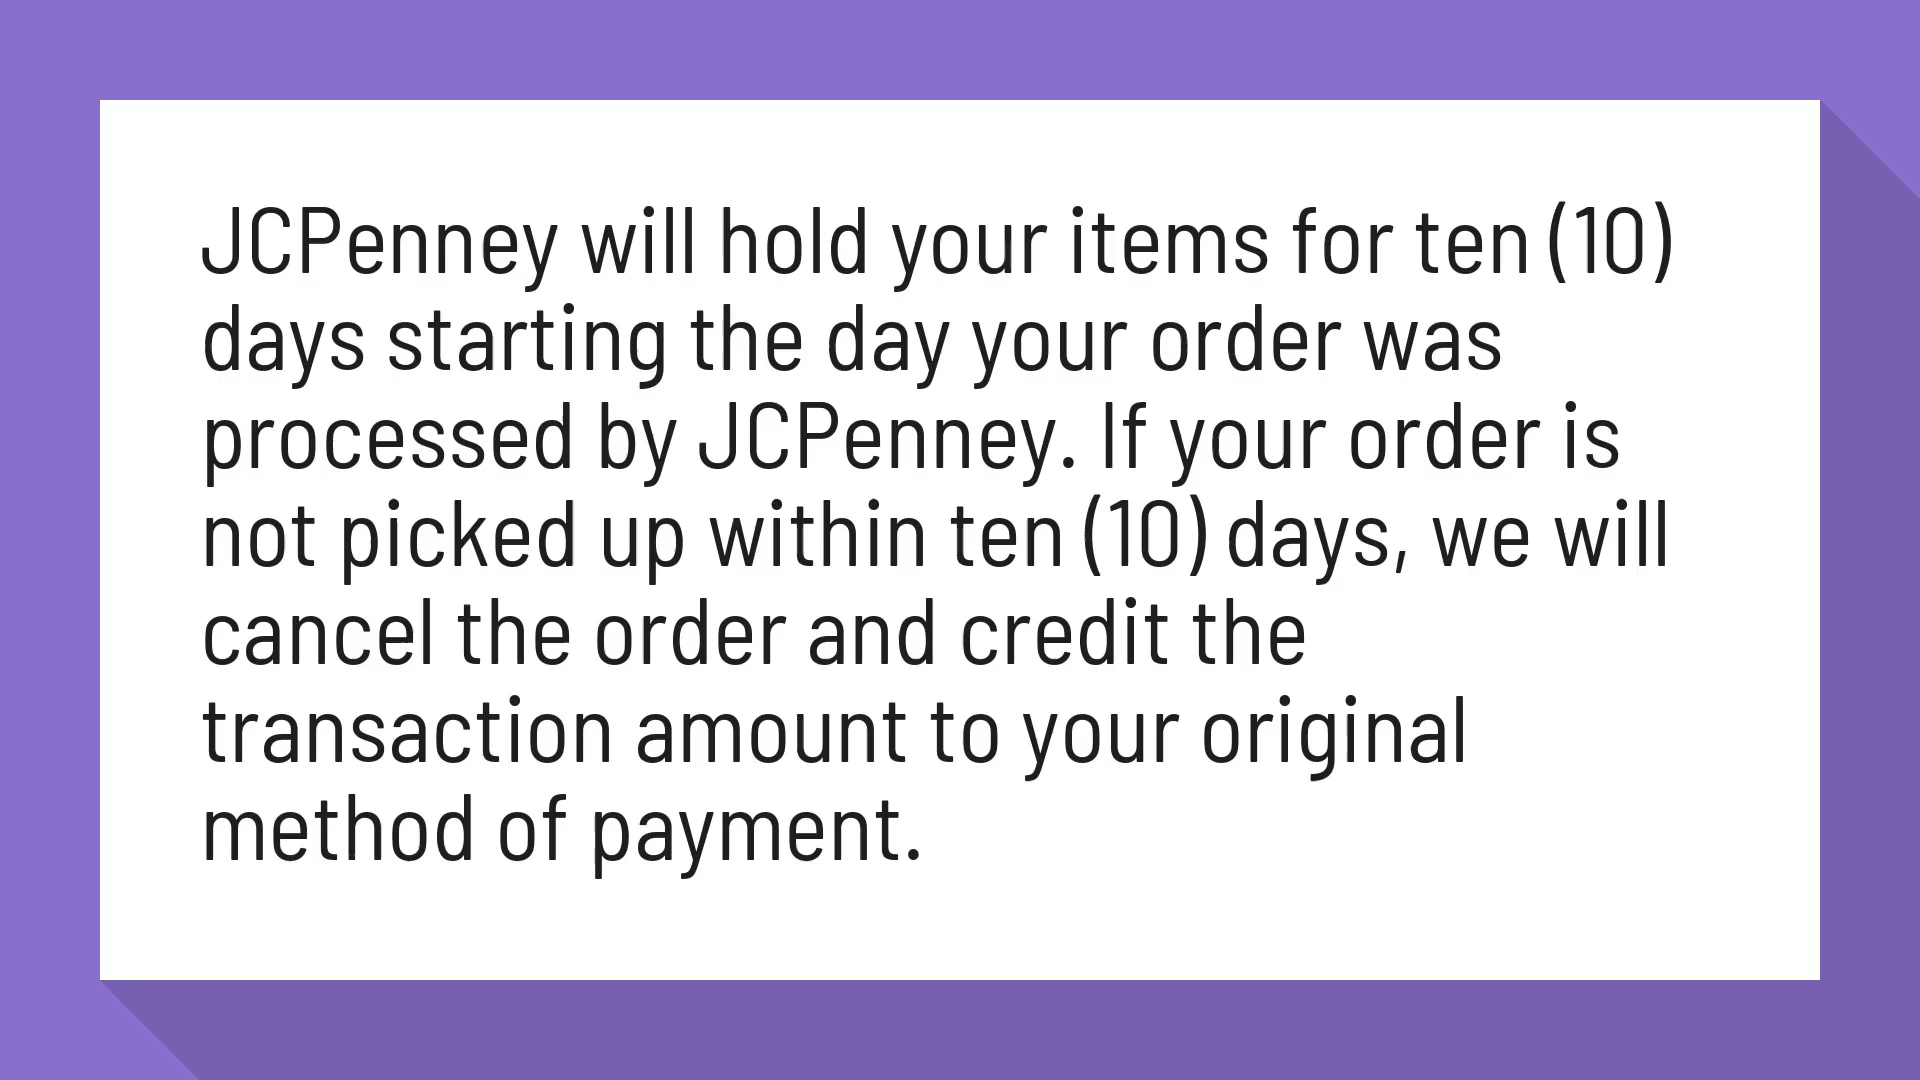 JCPenney will hold your items for ten (10)
days starting the day your order was
processed by JCPenney. If your order is
not picked up within ten (10) days, we will
cancel the order and credit the
transaction amount to your original
method of payment.